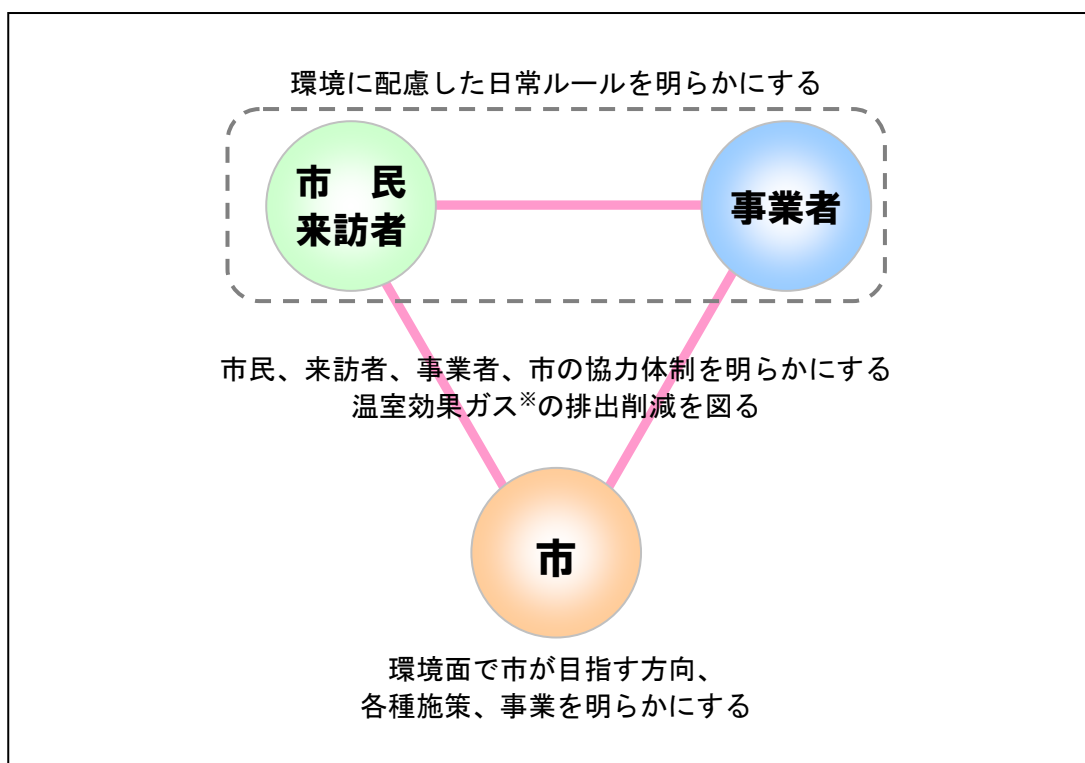 環境に配慮した日常ルールを明らかにする
市　民
来訪者
事業者
市民、来訪者、事業者、市の協力体制を明らかにする
温室効果ガス※の排出削減を図る
市
環境面で市が目指す方向、
各種施策、事業を明らかにする